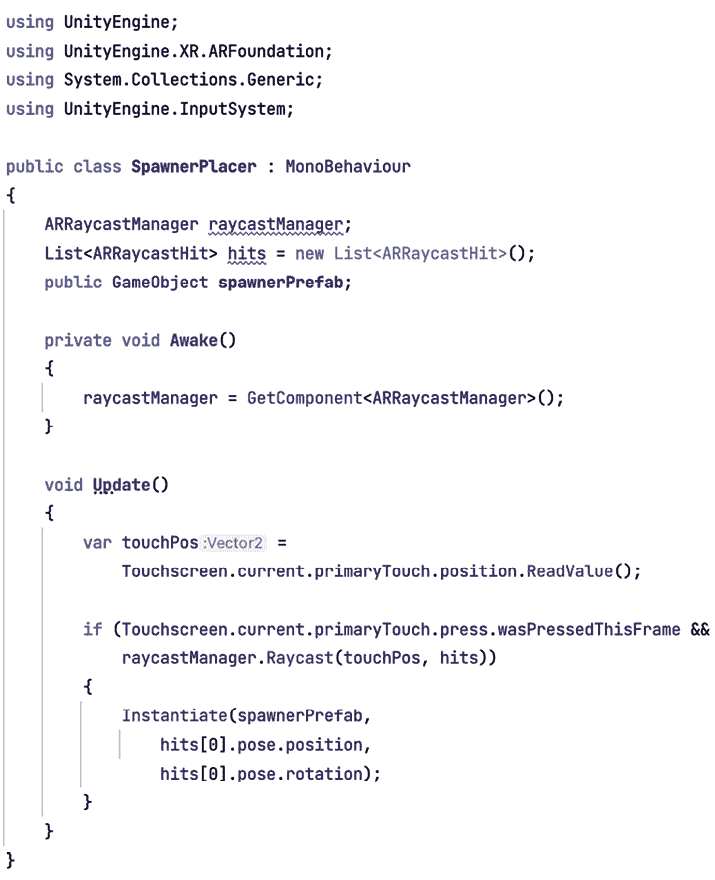 using UnityEngine;
using UnityEngine.XR.ARFoundation;
using System.Collections.Generic;
using UnityEngine.InputSystem;

public class SpawnerPlacer : MonoBehaviour
{
    ARRaycastManager raycastManager;
    List<ARRaycastHit> hits = new List<ARRaycastHit>();
    public GameObject spawnerPrefab;

    private void Awake()
    {
        raycastManager = GetComponent<ARRaycastManager>();
    }

    void Update()
    {
        var touchPos :Vector2 =
            Touchscreen.current.primaryTouch.position.ReadValue();

        if (Touchscreen.current.primaryTouch.press.wasPressedThisFrame &&
            raycastManager.Raycast(touchPos, hits))
        {
            Instantiate(spawnerPrefab,
                hits[0].pose.position,
                hits[0].pose.rotation);
        }
    }
}